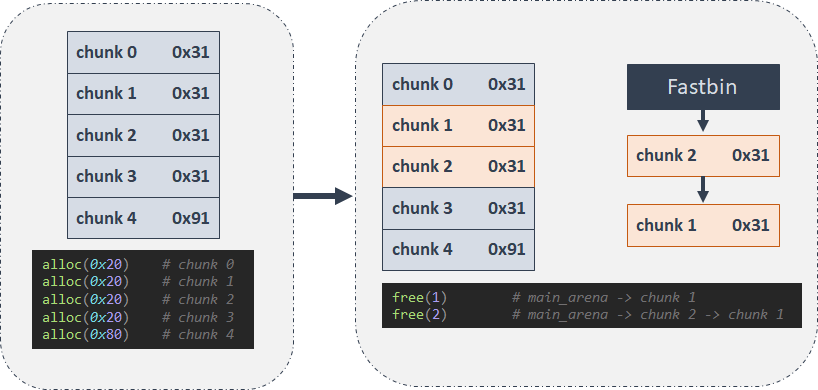 chunk 0 0x31
chunk 1 0x31
chunk 2 0x31
chunk 3 0x31
chunk 4 0x91
alloc(0x20) # chunk 0
alloc(0x20) # chunk 1
alloc(0x20) # chunk 2
alloc(0x20) # chunk 3
alloc(0x80) # chunk 4
chunk 0 0x31
chunk 1 0x31
chunk 2 0x31
chunk 3 0x31
chunk 4 0x91
Fastbin
chunk 2 0x31
chunk 1 0x31
free(1) # main_arena -> chunk 1
free(2) # main_arena -> chunk 2 -> chunk 1